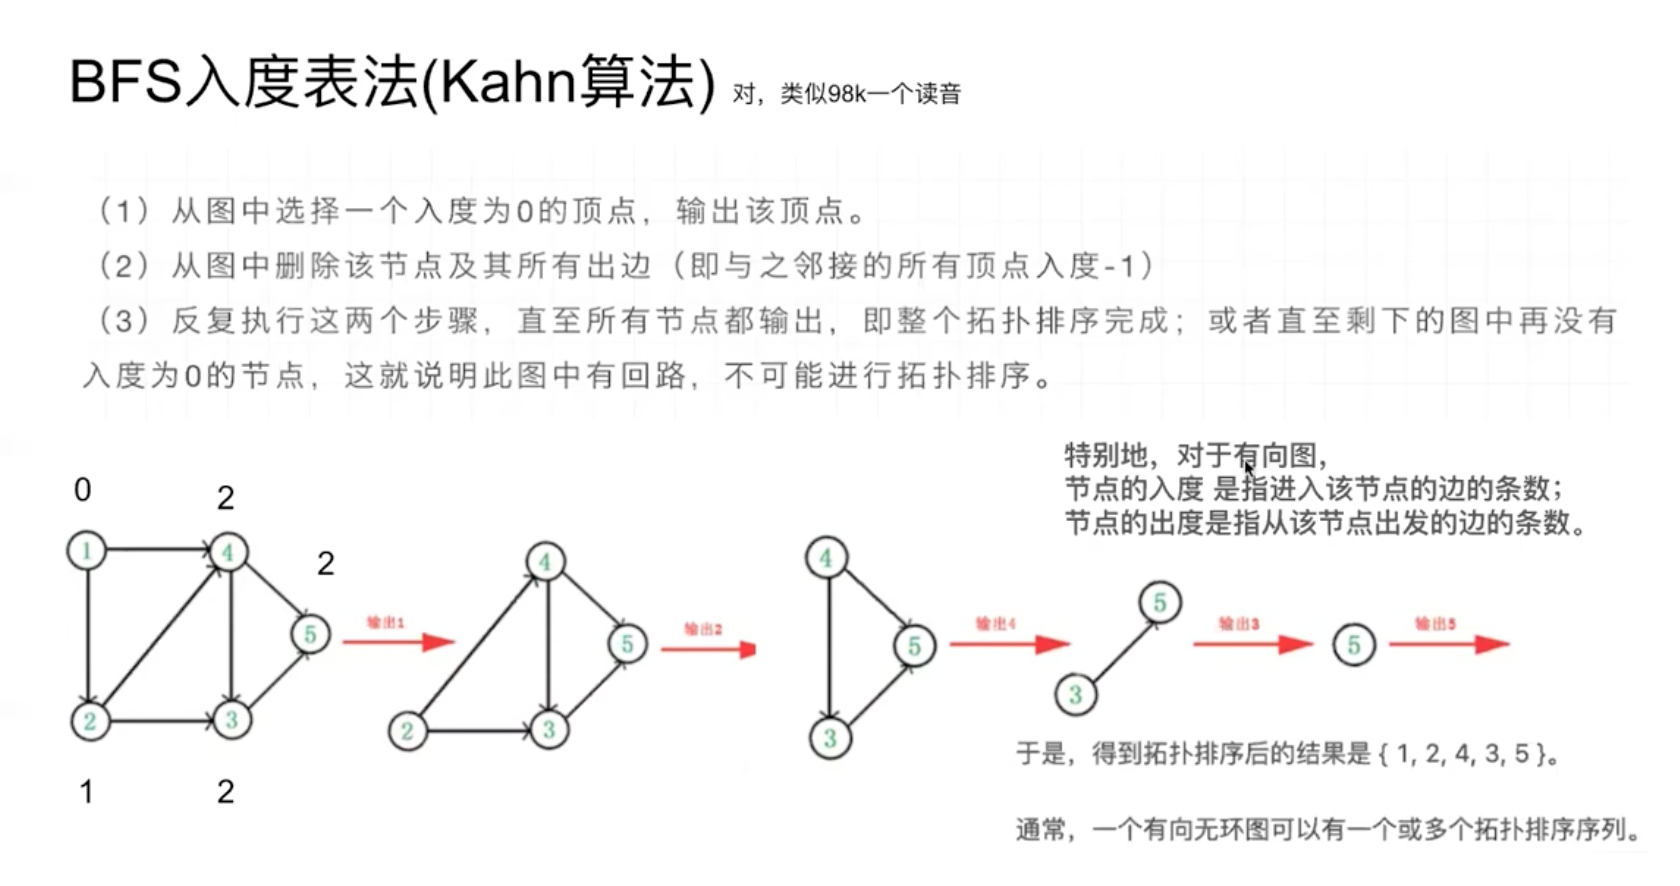 BFS入度表法(Kahn算法) 对，类似98k一个读音
（1）从图中选择一个入度为0的顶点，输出该顶点。
（2）从图中删除该节点及其所有出边（即与之邻接的所有顶点入度-1）
（3）反复执行这两个步骤，直至所有节点都输出，即整个拓扑排序完成；或者直至剩下的图中再没有
入度为0的节点，这就说明此图中有回路，不可能进行拓扑排序。
特别地，对于有向图，
节点的入度 是指进入该节点的边的条数；
节点的出度是指从该节点出发的边的条数。
0
2
1
4
2
5
2
3
1
2
输出1
4
5
2
3
输出2
4
5
3
输出4
5
3
输出3
5
输出5
于是，得到拓扑排序后的结果是 { 1, 2, 4, 3, 5 }。
通常，一个有向无环图可以有一个或多个拓扑排序序列。